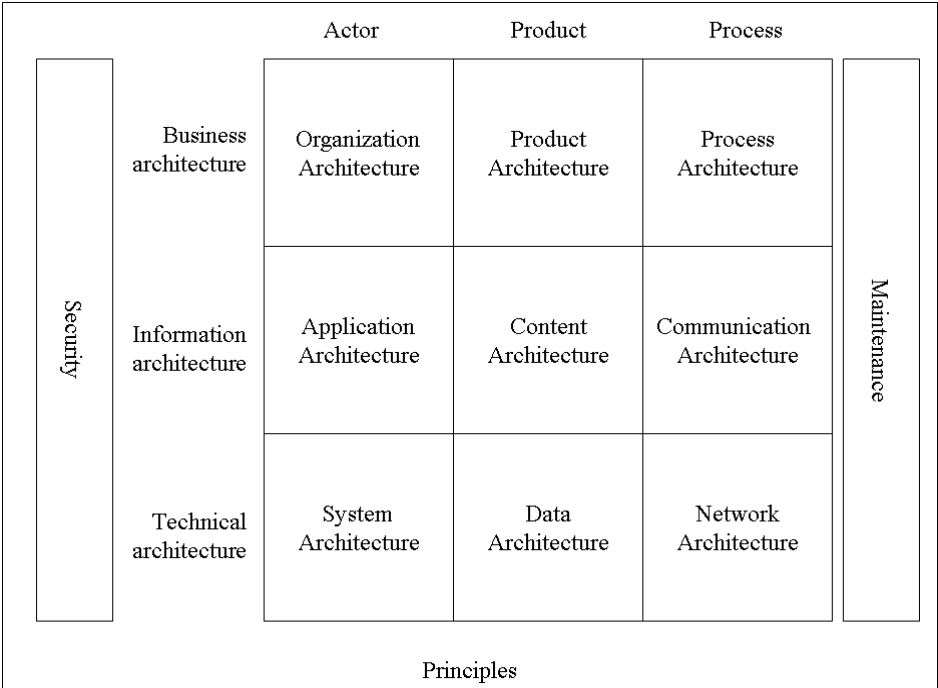 Actor Product Process
Security
Business
architecture
Organization
Architecture
Product
Architecture
Process
Architecture
Information
architecture
Application
Architecture
Content
Architecture
Communication
Architecture
Technical
architecture
System
Architecture
Data
Architecture
Network
Architecture
Maintenance
Principles